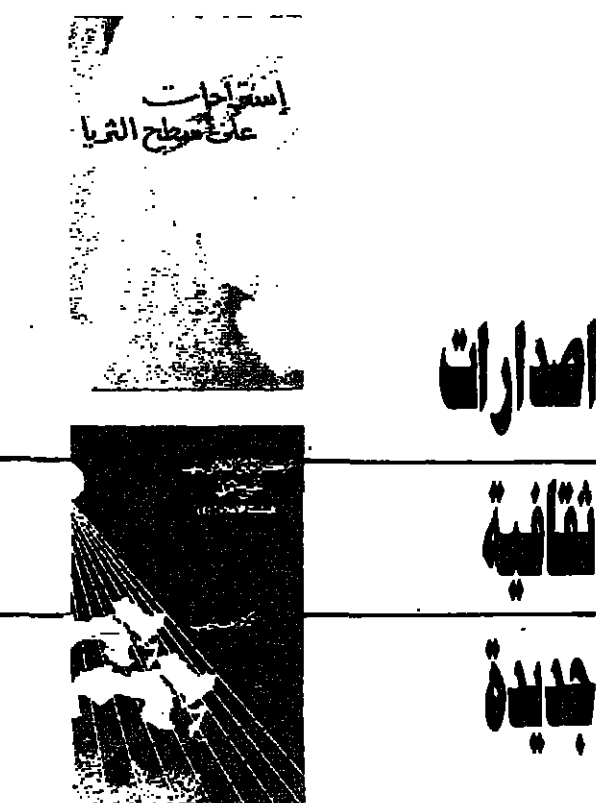 إستراحات
على سطح الثريا
اصدارات
ثقافية
جديدة